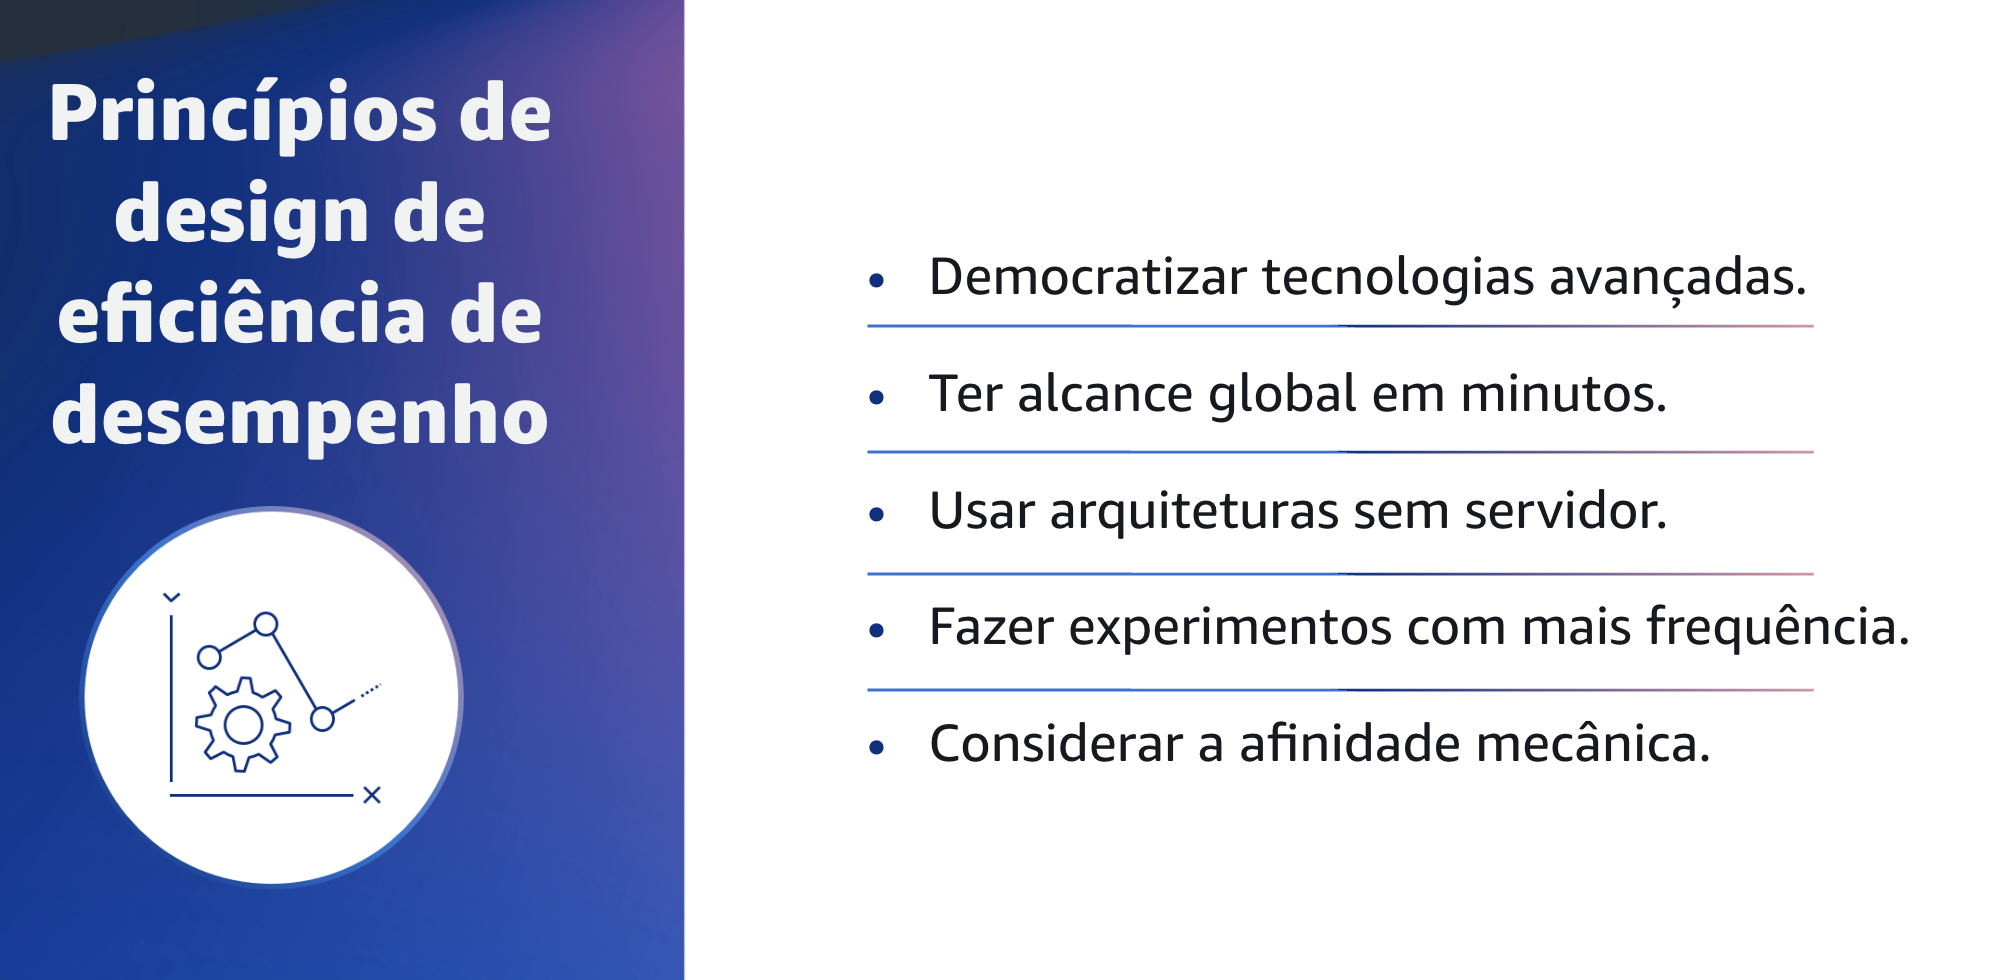 Princípios de
design de
eficiência de
desempenho
• Democratizar tecnologias avançadas.
• Ter alcance global em minutos.
• Usar arquiteturas sem servidor.
• Fazer experimentos com mais frequência.
• Considerar a afinidade mecânica.